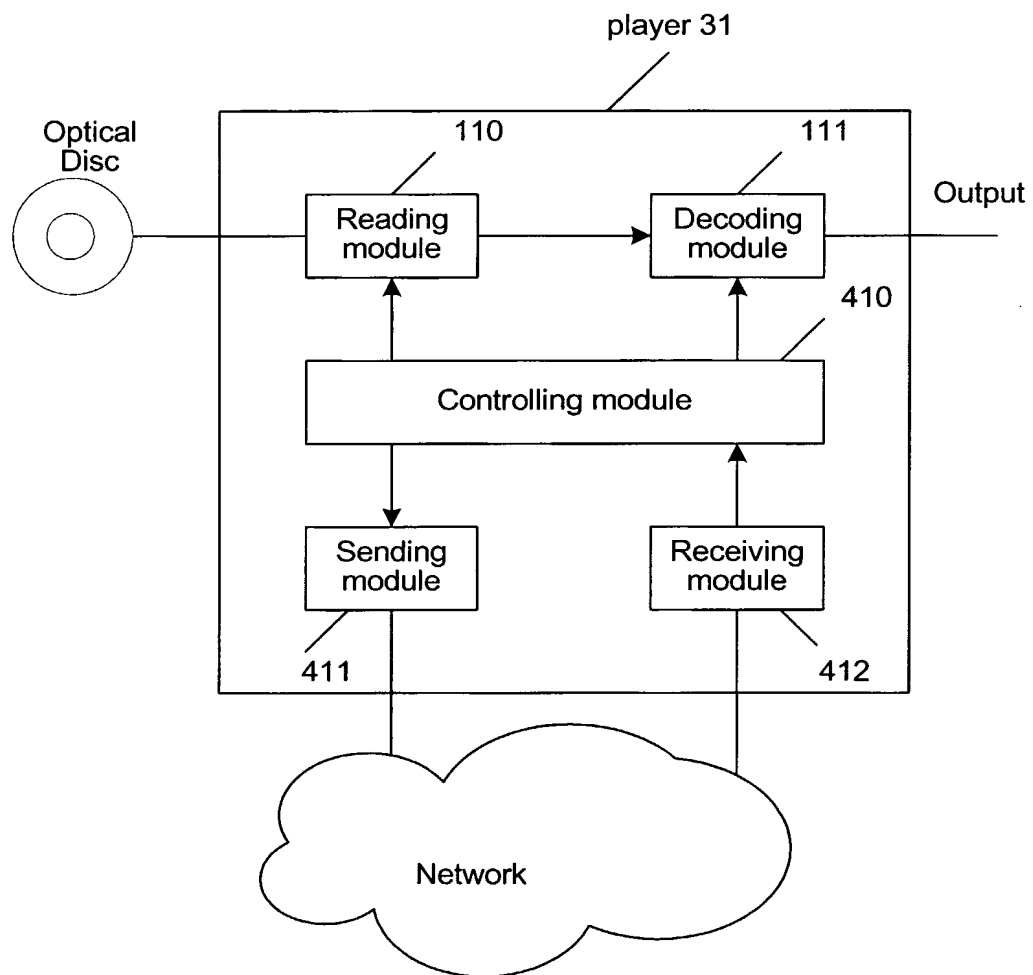 player 31
Optical
Disc
110
111
Output
Reading
module
Decoding
module
410
Controlling module
Sending
module
Receiving
module
411
412
Network